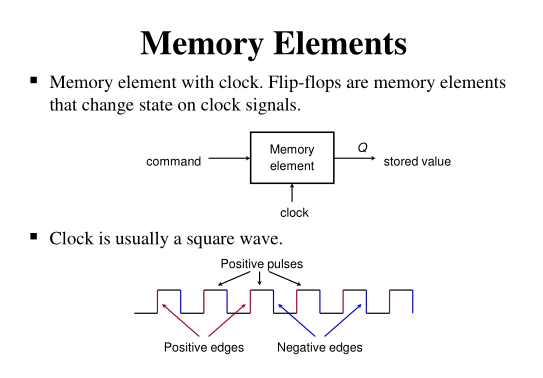 Memory Elements
▪ Memory element with clock. Flip-flops are memory elements
that change state on clock signals.
command
Memory
element
Q
stored value
clock
▪ Clock is usually a square wave.
Positive pulses
Positive edges
Negative edges